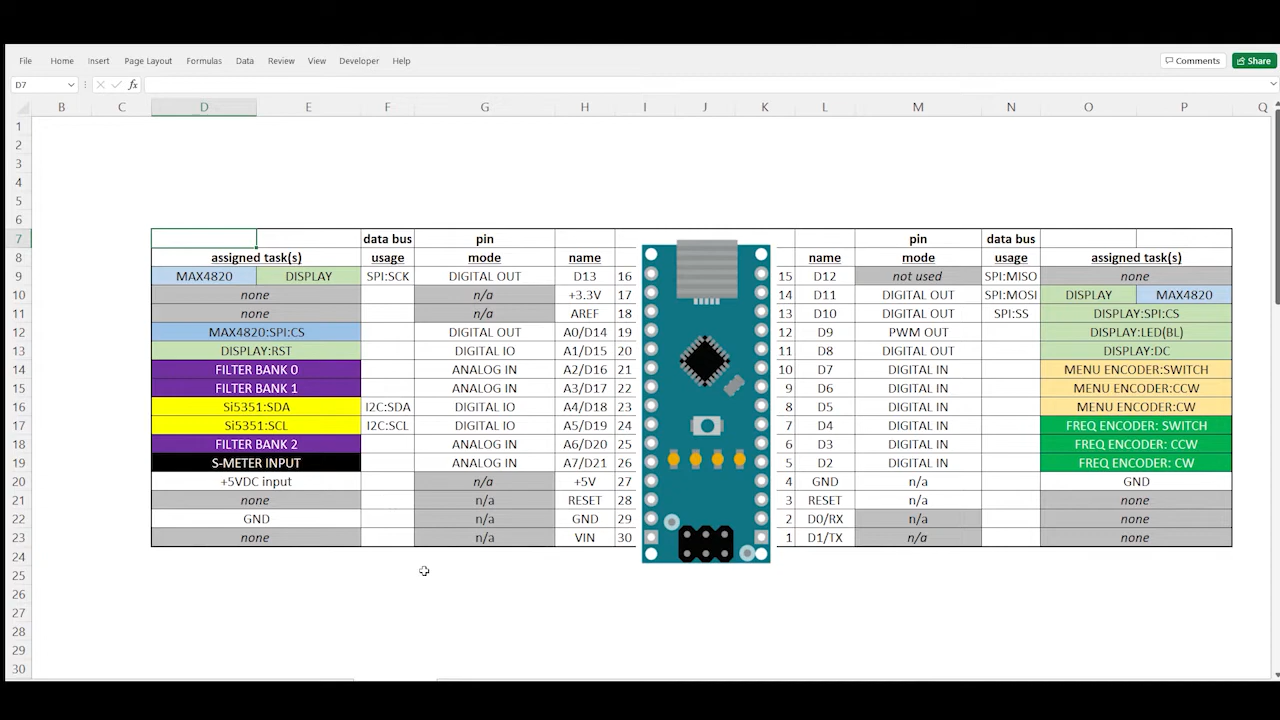 File Home Insert Page Layout Formulas Data Review View Developer Help Comments Share
D7 fx
B C D E F G H I J K L M N O P Q
1
2
3
4
5
6
7 data bus pin pin data bus
8 assigned task(s) usage mode name name mode usage assigned task(s)
9 MAX4820 DISPLAY SPI:SCK DIGITAL OUT D13 16 15 D12 not used SPI:MISO none
10 none n/a +3.3V 17 14 D11 DIGITAL OUT SPI:MOSI DISPLAY MAX4820
11 none n/a AREF 18 13 D10 DIGITAL OUT SPI:SS DISPLAY:SPI:CS
12 MAX4820:SPI:CS DIGITAL OUT A0/D14 19 12 D9 PWM OUT DISPLAY:LED(BL)
13 DISPLAY:RST DIGITAL IO A1/D15 20 11 D8 DIGITAL OUT DISPLAY:DC
14 FILTER BANK 0 ANALOG IN A2/D16 21 10 D7 DIGITAL IN MENU ENCODER:SWITCH
15 FILTER BANK 1 ANALOG IN A3/D17 22 9 D6 DIGITAL IN MENU ENCODER:CCW
16 Si5351:SDA I2C:SDA DIGITAL IO A4/D18 23 8 D5 DIGITAL IN MENU ENCODER:CW
17 Si5351:SCL I2C:SCL DIGITAL IO A5/D19 24 7 D4 DIGITAL IN FREQ ENCODER: SWITCH
18 FILTER BANK 2 ANALOG IN A6/D20 25 6 D3 DIGITAL IN FREQ ENCODER: CCW
19 S-METER INPUT ANALOG IN A7/D21 26 5 D2 DIGITAL IN FREQ ENCODER: CW
20 +5VDC input n/a +5V 27 4 GND n/a GND
21 none n/a RESET 28 3 RESET n/a none
22 GND n/a GND 29 2 D0/RX n/a none
23 none n/a VIN 30 1 D1/TX n/a none
24
25
26
27
28
29
30